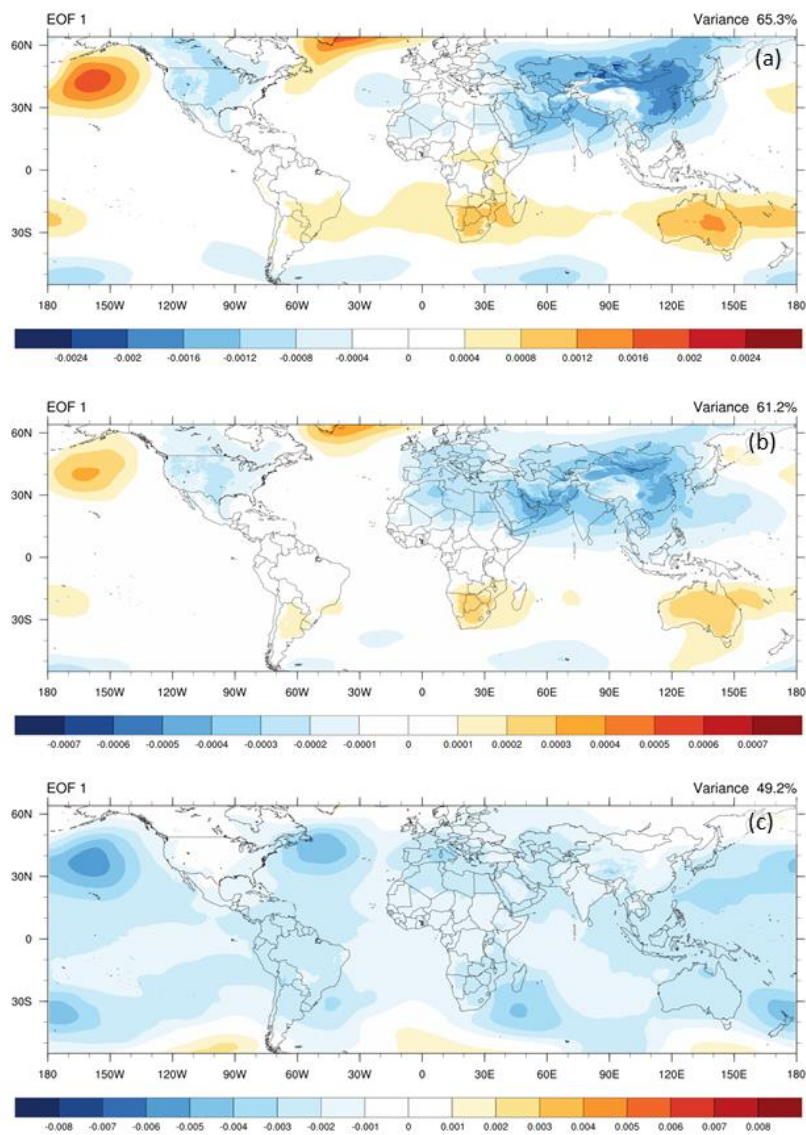 EOF 1 Variance 65.3%
(a)
60N
30N
0
30S
180 150W 120W 90W 60W 30W 0 30E 60E 90E 120E 150E 180
-0.0024 -0.002 -0.0016 -0.0012 -0.0008 -0.0004 0 0.0004 0.0008 0.0012 0.0016 0.002 0.0024
EOF 1 Variance 61.2%
(b)
60N
30N
0
30S
180 150W 120W 90W 60W 30W 0 30E 60E 90E 120E 150E 180
-0.0007 -0.0006 -0.0005 -0.0004 -0.0003 -0.0002 -0.0001 0 0.0001 0.0002 0.0003 0.0004 0.0005 0.0006 0.0007
EOF 1 Variance 49.2%
(c)
60N
30N
0
30S
180 150W 120W 90W 60W 30W 0 30E 60E 90E 120E 150E 180
-0.008 -0.006 -0.005 -0.004 -0.003 -0.002 -0.001 0 0.001 0.002 0.003 0.004 0.005 0.006 0.007 0.008